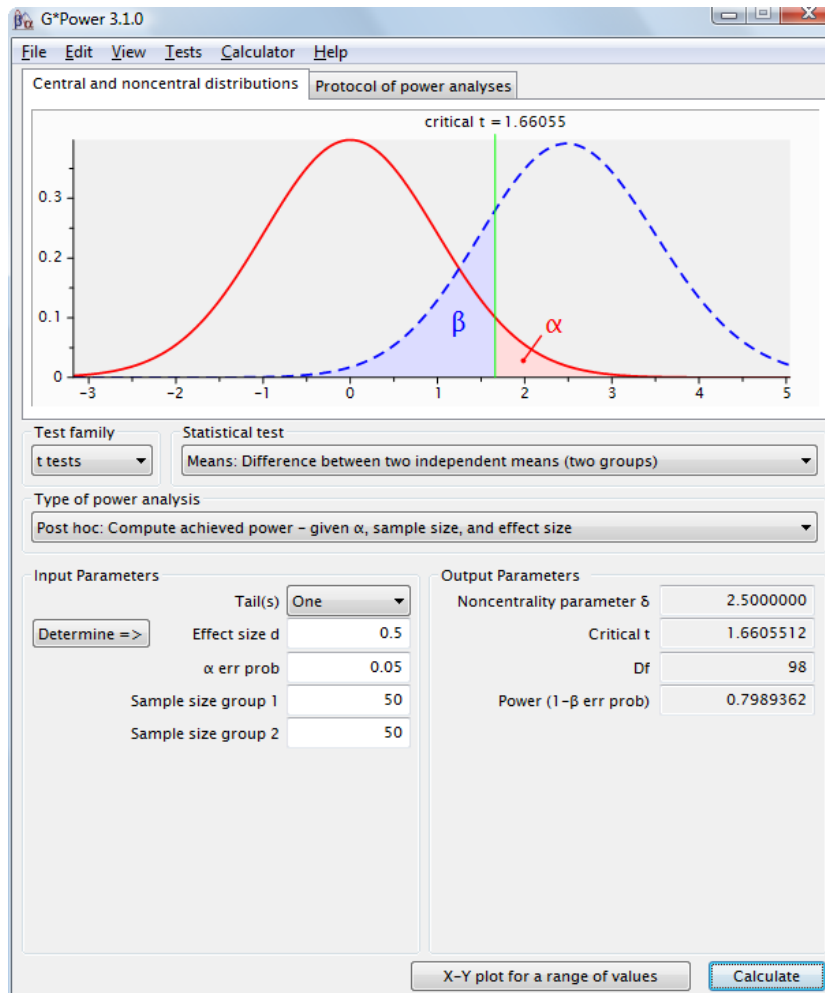 G*Power 3.1.0
File Edit View Tests Calculator Help
Central and noncentral distributions Protocol of power analyses
critical t = 1.66055
0.3
0.2
0.1
0
β
α
-3 -2 -1 0 1 2 3 4 5
Test family Statistical test
t tests Means: Difference between two independent means (two groups)
Type of power analysis
Post hoc: Compute achieved power – given α, sample size, and effect size
Input Parameters Output Parameters
Tail(s) One Noncentrality parameter δ 2.5000000
Determine => Effect size d 0.5 Critical t 1.6605512
α err prob 0.05 Df 98
Sample size group 1 50 Power (1-β err prob) 0.7989362
Sample size group 2 50
X-Y plot for a range of values Calculate